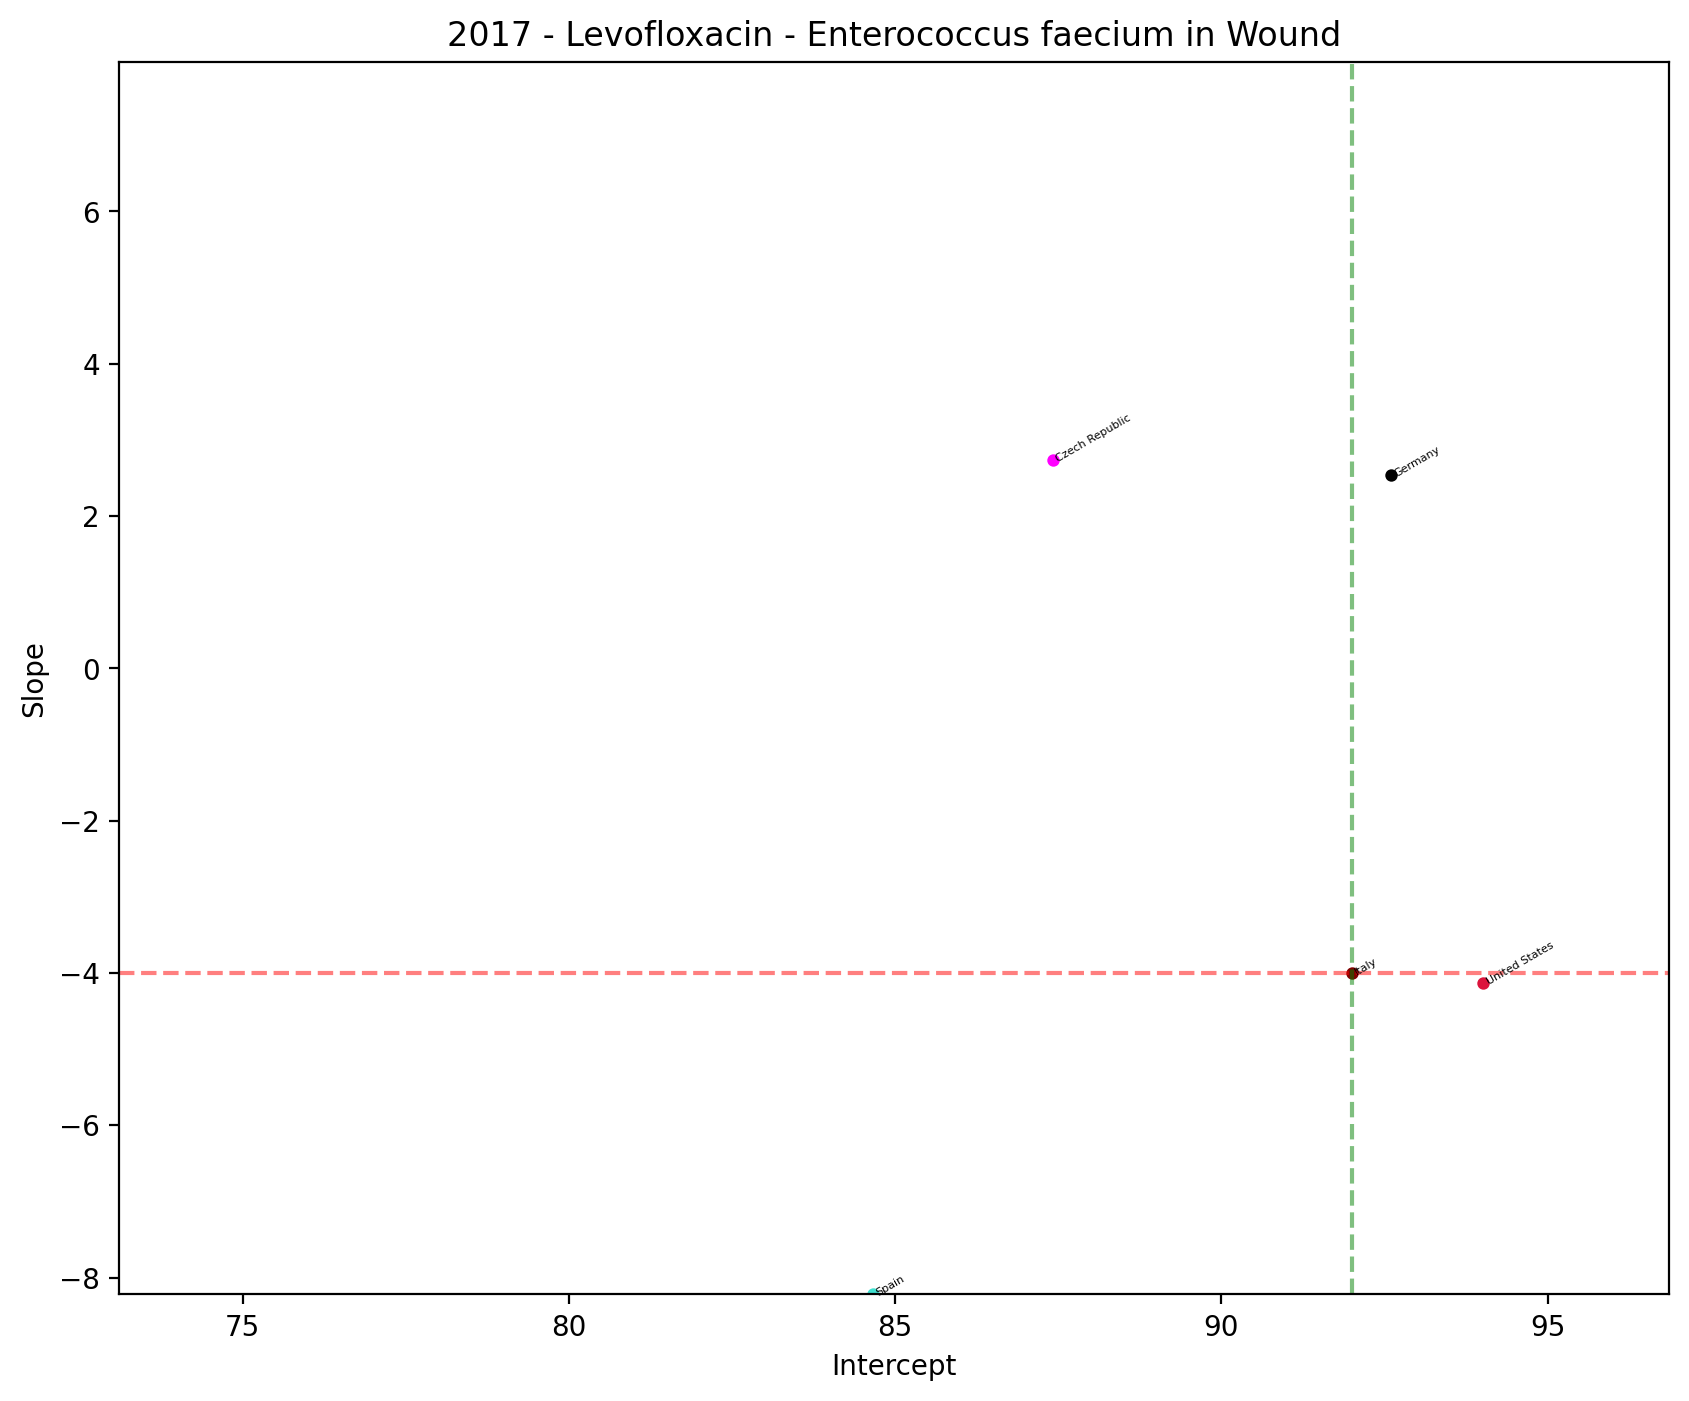 2017 - Levofloxacin - Enterococcus faecium in Wound
6
4
2
0
−2
−4
−6
−8
Slope
Czech Republic
Germany
Italy
United States
Spain
75
80
85
90
95
Intercept